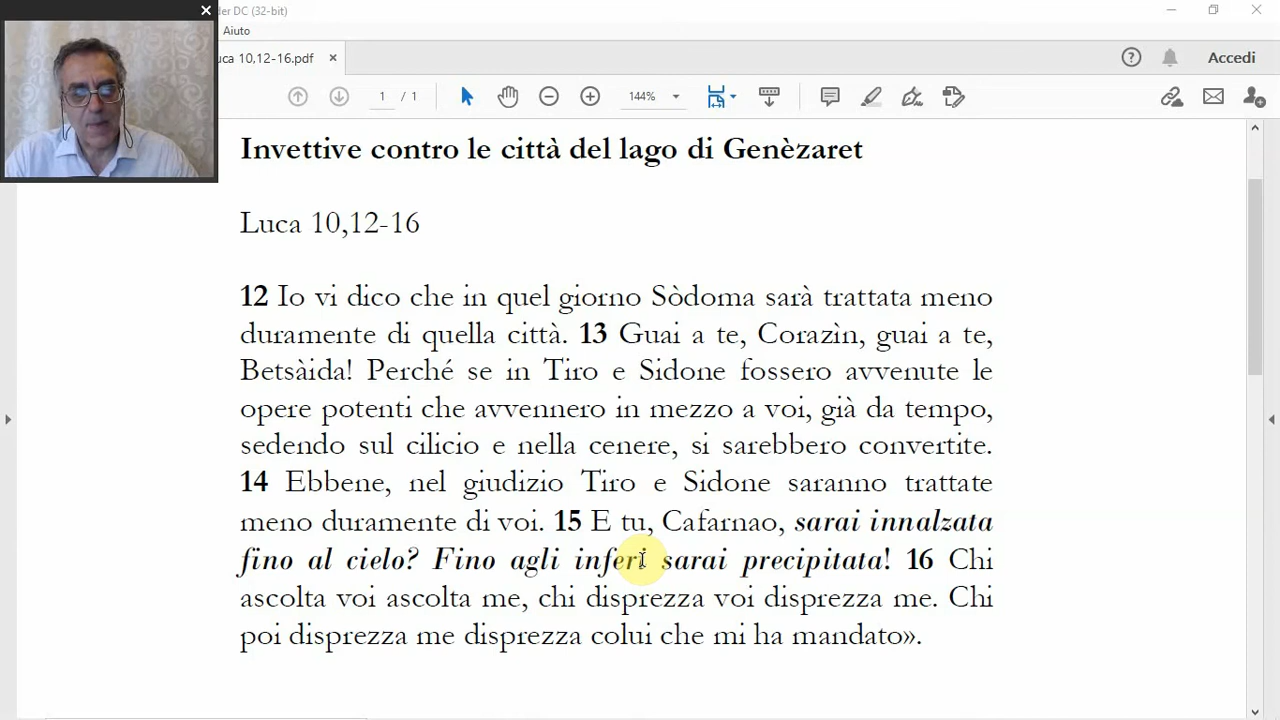 der DC (32-bit)
Aiuto
uca 10,12-16.pdf
Accedi
1 / 1
144%
Invettive contro le città del lago di Genèzaret
Luca 10,12-16
12 Io vi dico che in quel giorno Sòdoma sarà trattata meno
duramente di quella città. 13 Guai a te, Corazìn, guai a te,
Betsàida! Perché se in Tiro e Sidone fossero avvenute le
opere potenti che avvennero in mezzo a voi, già da tempo,
sedendo sul cilicio e nella cenere, si sarebbero convertite.
14 Ebbene, nel giudizio Tiro e Sidone saranno trattate
meno duramente di voi. 15 E tu, Cafarnao, sarai innalzata
fino al cielo? Fino agli inferi sarai precipitata! 16 Chi
ascolta voi ascolta me, chi disprezza voi disprezza me. Chi
poi disprezza me disprezza colui che mi ha mandato».